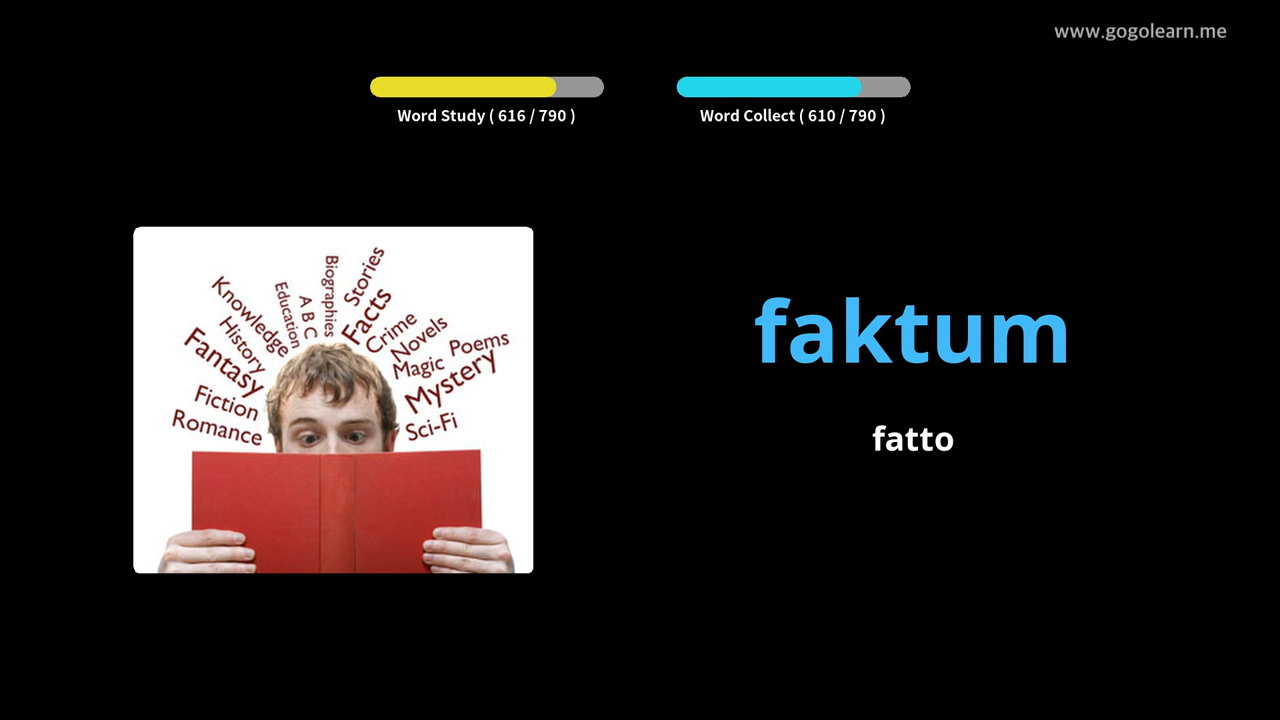 www.gogolearn.me
Word Study ( 616 / 790 )
Word Collect ( 610 / 790 )
Biographies
Stories
Education
A B C
Facts
Knowledge
Crime
History
Novels
Poems
Fantasy
Magic
Mystery
Fiction
Romance
Sci-Fi
faktum
fatto